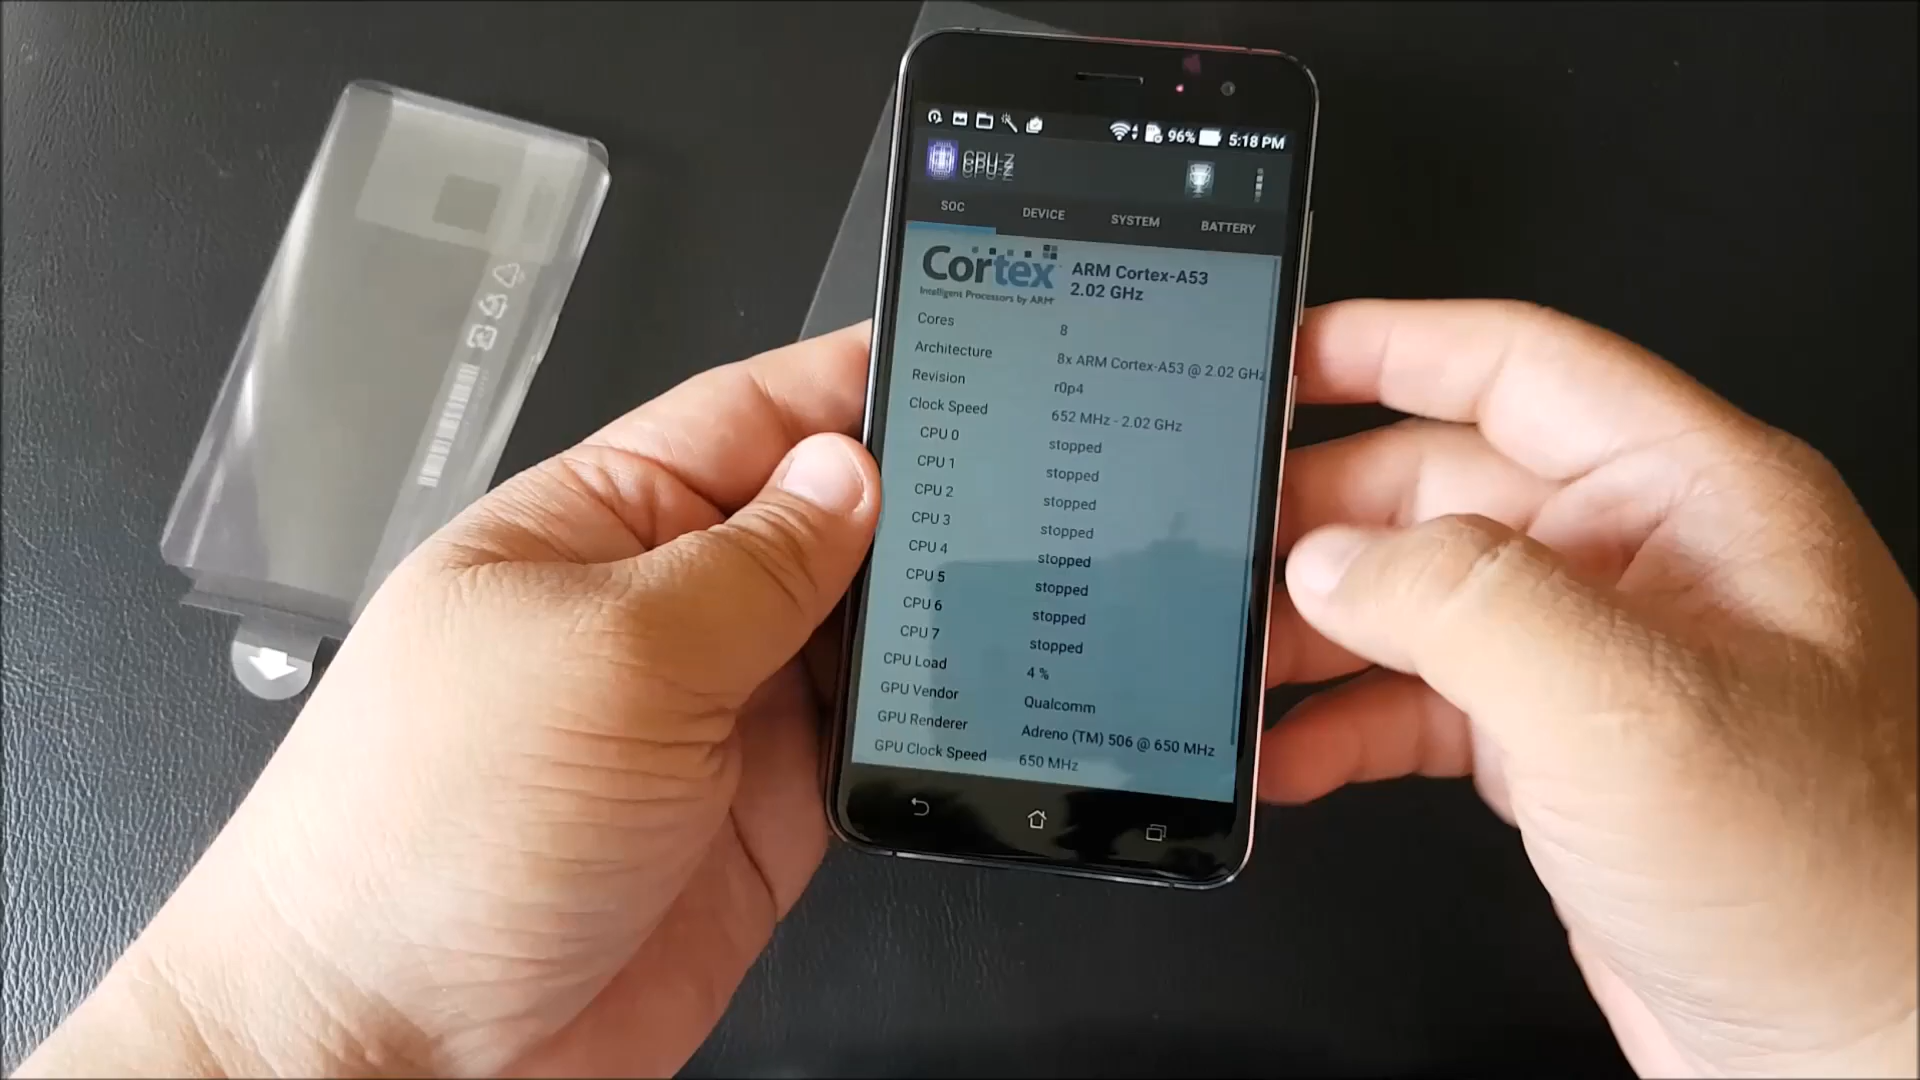 96% 5:18 PM
CPU-Z
SOC DEVICE SYSTEM BATTERY
Cortex
Intelligent Processors by ARM
ARM Cortex-A53
2.02 GHz
Cores 8
Architecture 8x ARM Cortex-A53 @ 2.02 GHz
Revision r0p4
Clock Speed 652 MHz - 2.02 GHz
CPU 0 stopped
CPU 1 stopped
CPU 2 stopped
CPU 3 stopped
CPU 4 stopped
CPU 5 stopped
CPU 6 stopped
CPU 7 stopped
CPU Load 4 %
GPU Vendor Qualcomm
GPU Renderer Adreno (TM) 506 @ 650 MHz
GPU Clock Speed 650 MHz